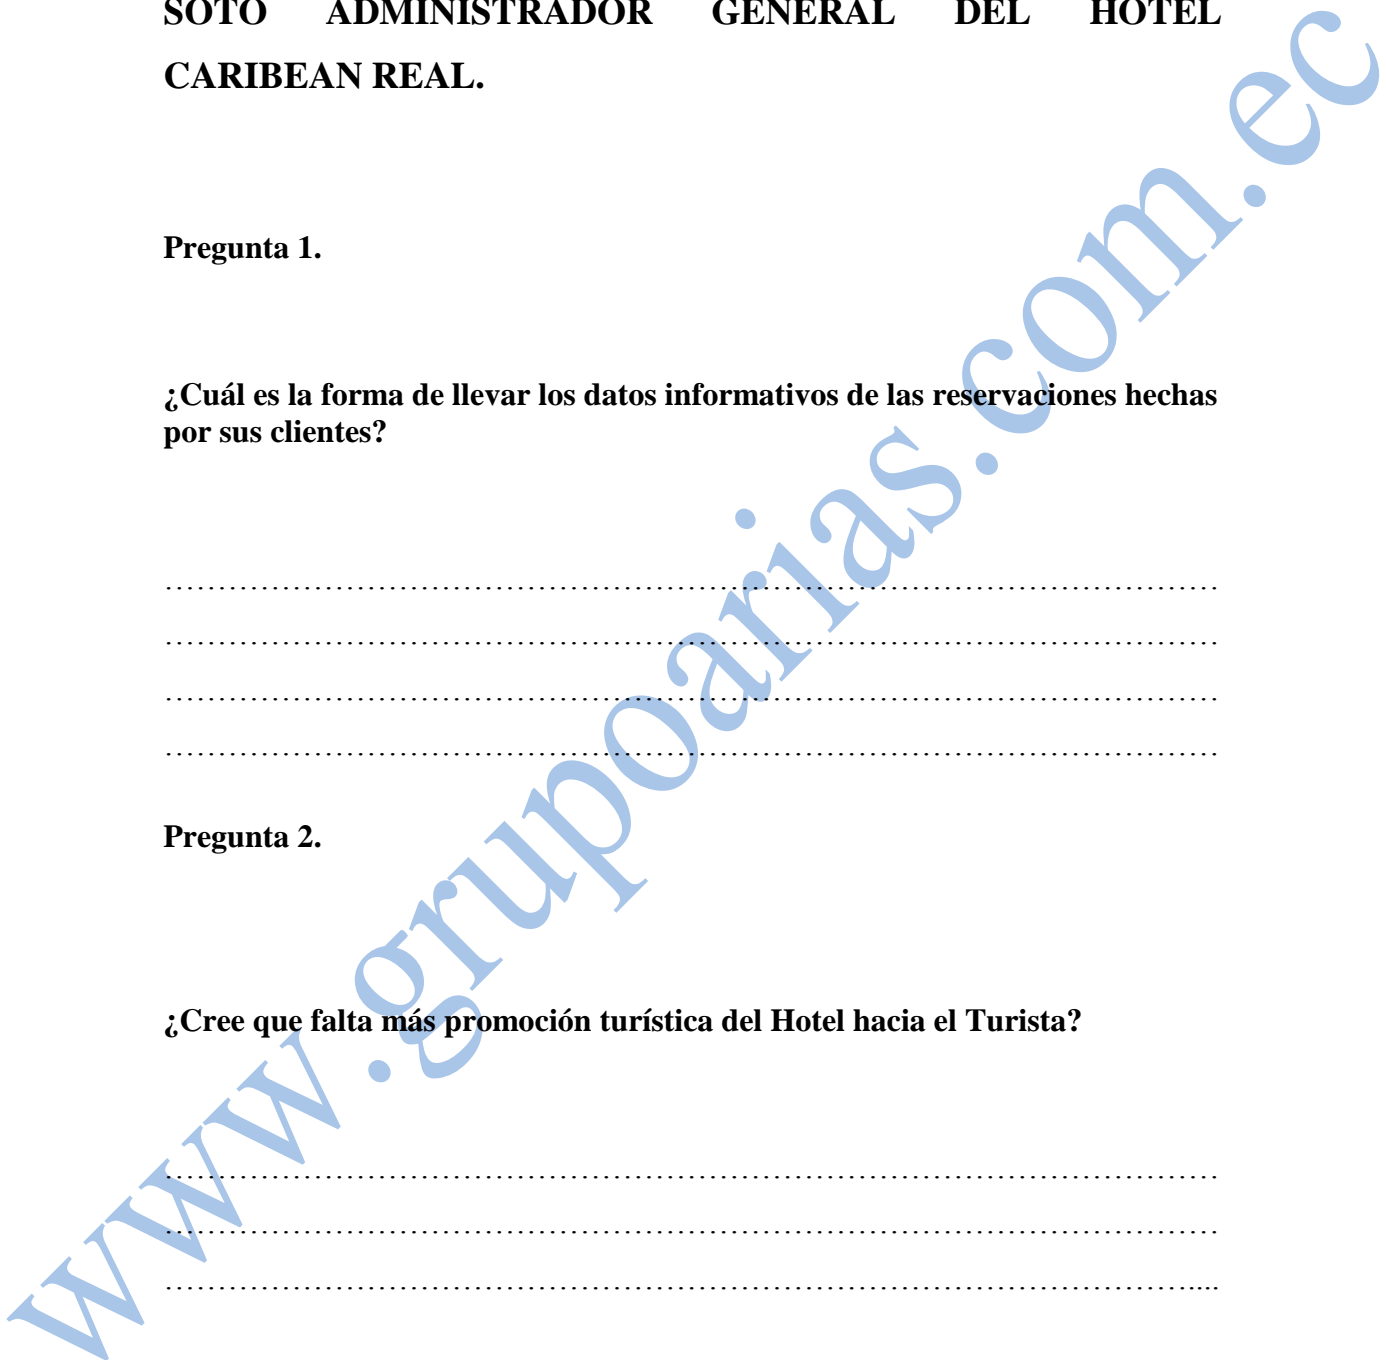 SOTO ADMINISTRADOR GENERAL DEL HOTEL
CARIBEAN REAL.
Pregunta 1.
¿Cuál es la forma de llevar los datos informativos de las reservaciones hechas
por sus clientes?
……………………………………………………………………………………
……………………………………………………………………………………
……………………………………………………………………………………
……………………………………………………………………………………
Pregunta 2.
¿Cree que falta más promoción turística del Hotel hacia el Turista?
……………………………………………………………………………………
……………………………………………………………………………………
…………………………………………………………………………………....
www.grupoarias.com.ec